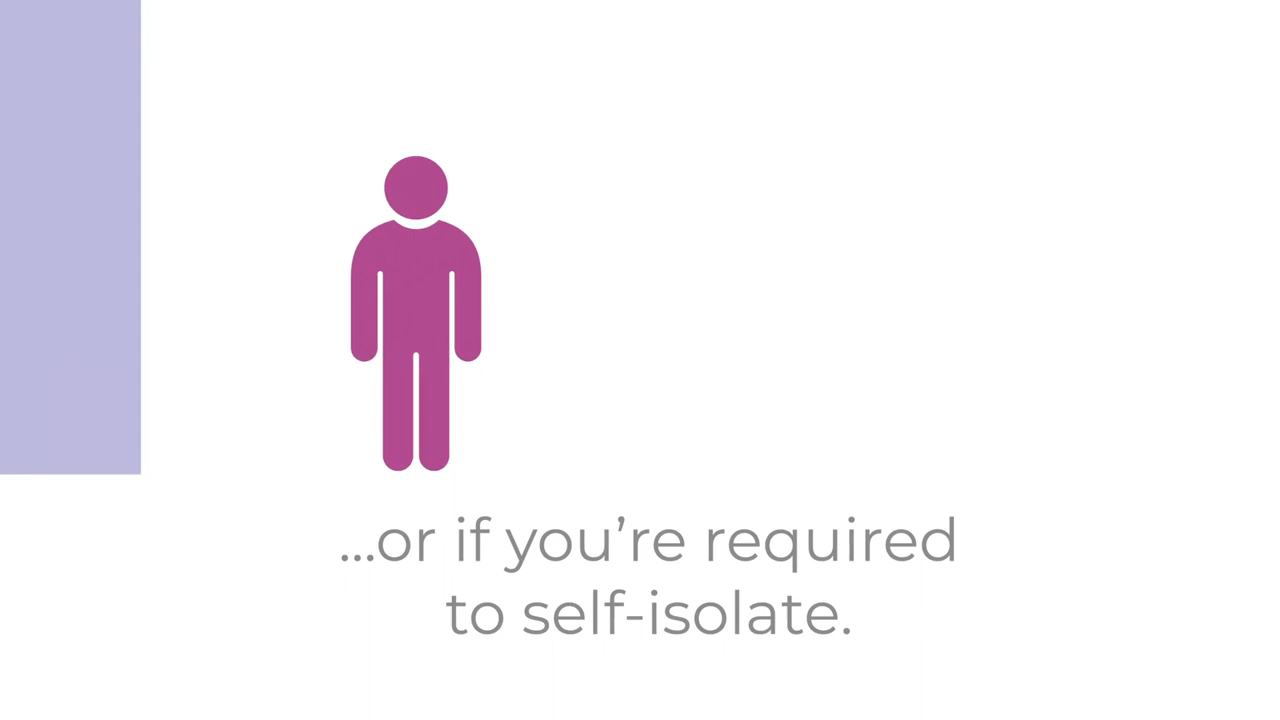 ...or if you’re required
to self-isolate.